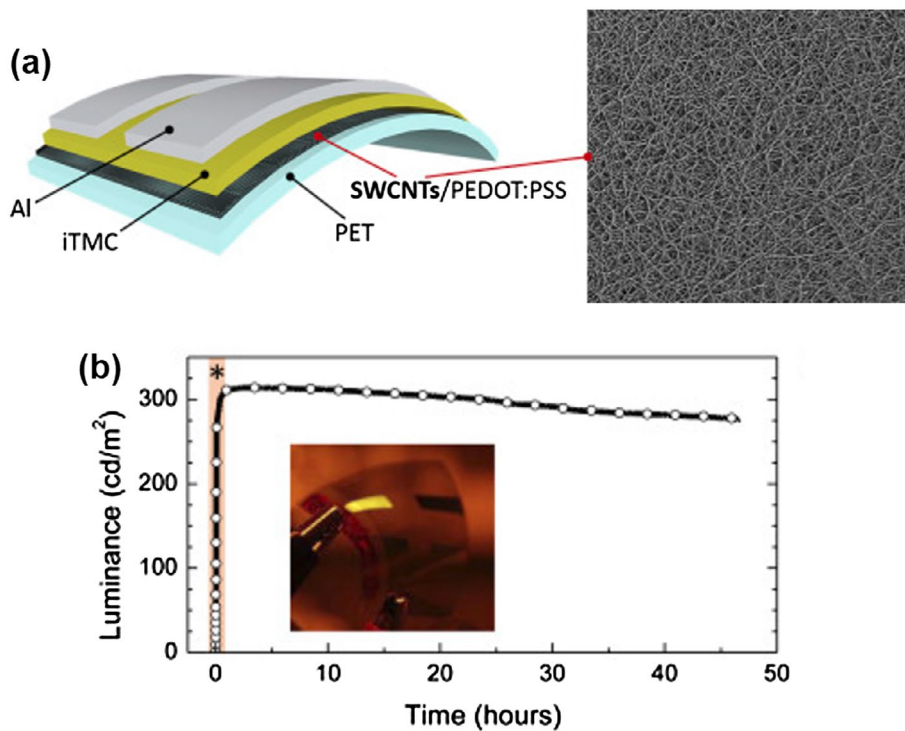 (a)
Al
iTMC
PET
SWCNTs/PEDOT:PSS
(b)
*
Luminance (cd/m²)
300
200
100
0
0 10 20 30 40 50
Time (hours)